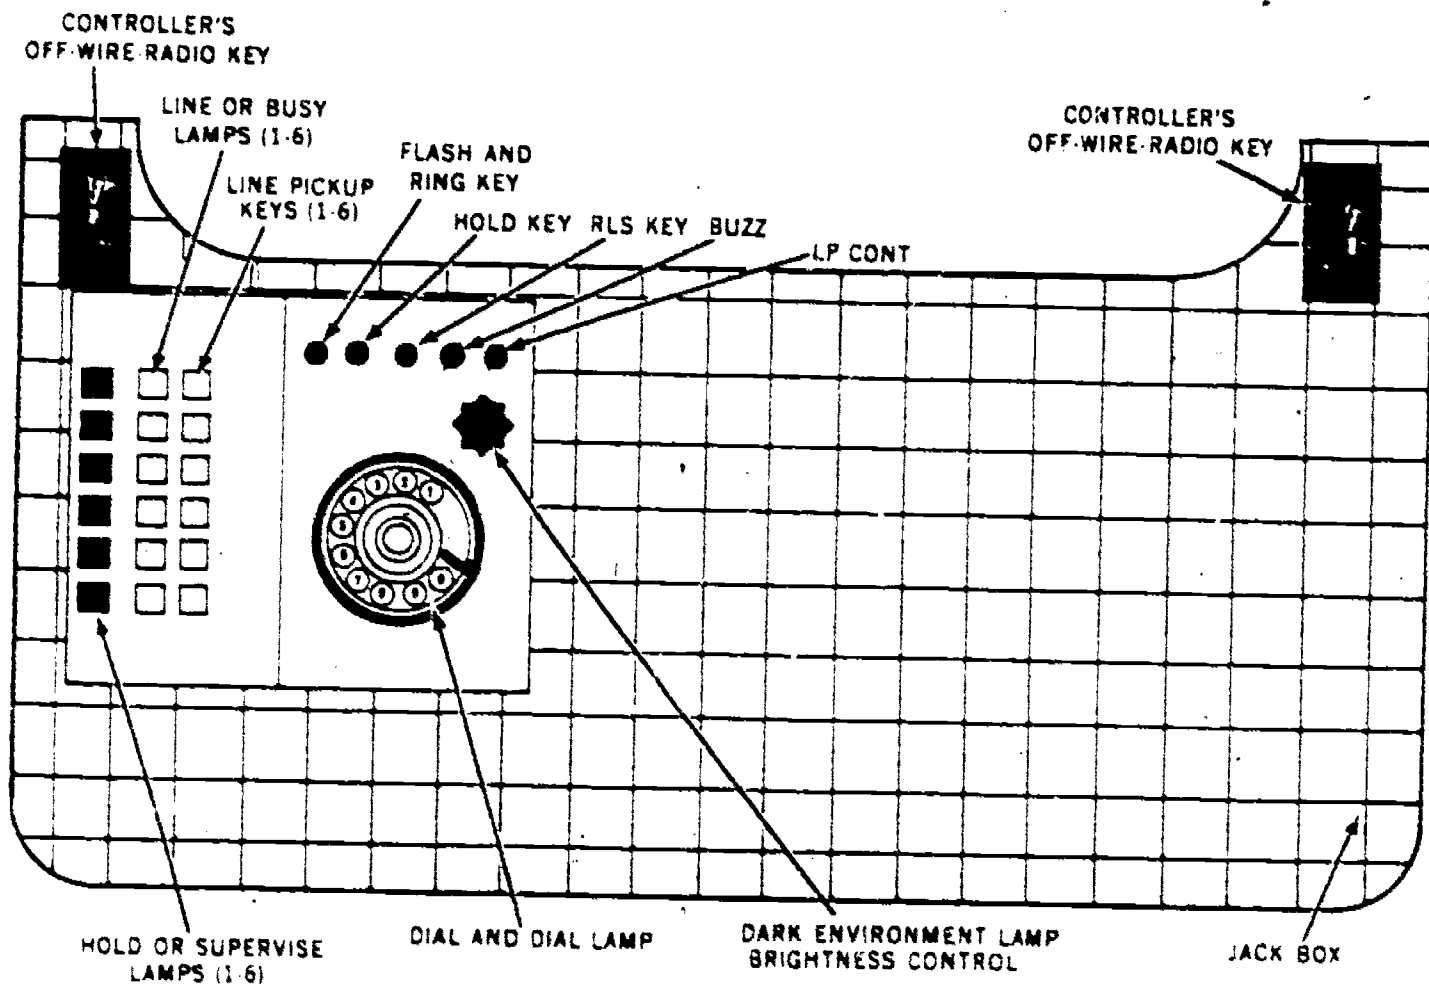 CONTROLLER'S
OFF-WIRE-RADIO KEY
LINE OR BUSY
LAMPS (1-6)
LINE PICKUP
KEYS (1-6)
FLASH AND
RING KEY
HOLD KEY RLS KEY BUZZ
LP CONT
CONTROLLER'S
OFF-WIRE-RADIO KEY
HOLD OR SUPERVISE
LAMPS (1-6)
DIAL AND DIAL LAMP
DARK ENVIRONMENT LAMP
BRIGHTNESS CONTROL
JACK BOX